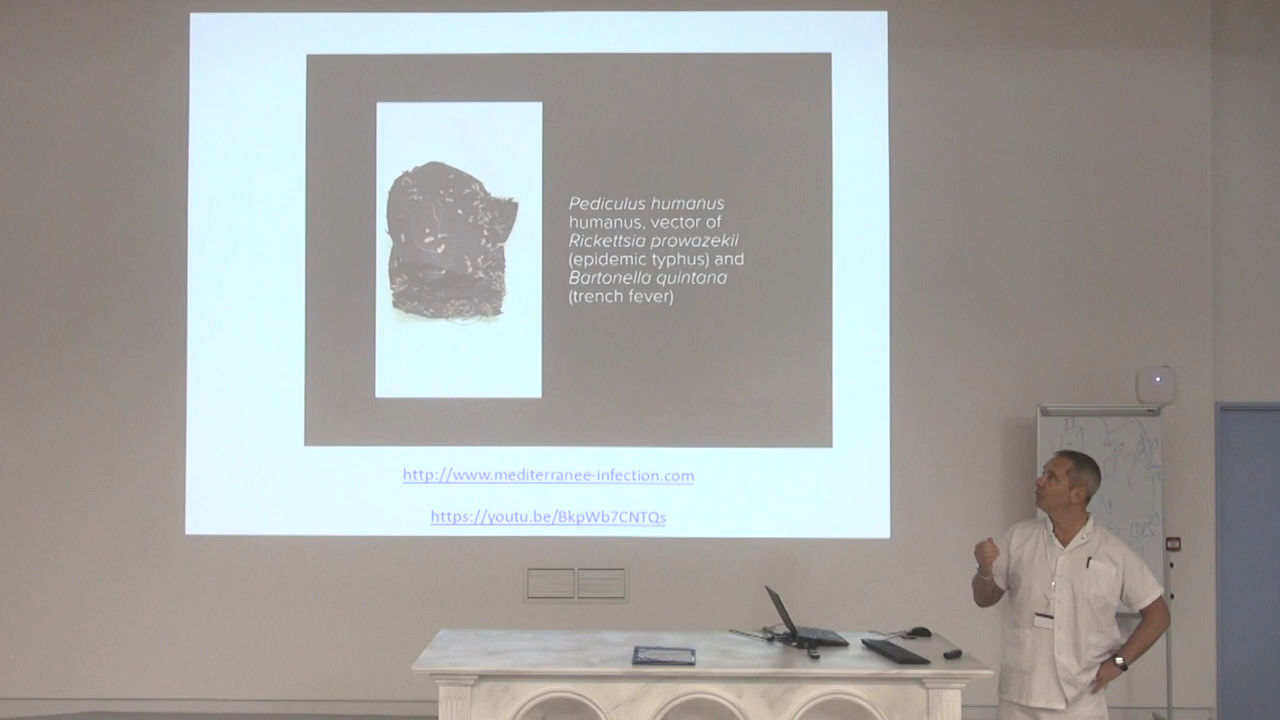 Pediculus humanus
humanus, vector of
Rickettsia prowazekii
(epidemic typhus) and
Bartonella quintana
(trench fever)
http://www.mediterranee-infection.com
https://youtu.be/BkpWb7CNTQs